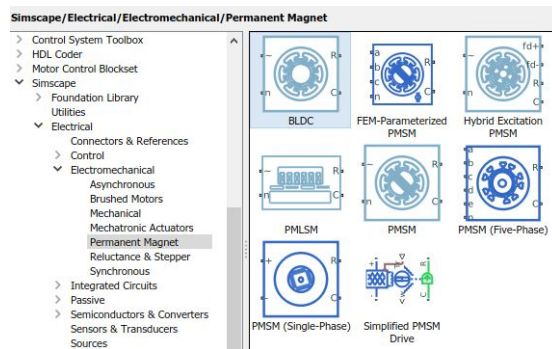 Simscape/Electrical/Electromechanical/Permanent Magnet
Control System Toolbox
HDL Coder
Motor Control Blockset
Simscape
Foundation Library
Utilities
Electrical
Connectors & References
Control
Electromechanical
Asynchronous
Brushed Motors
Mechanical
Mechatronic Actuators
Permanent Magnet
Reluctance & Stepper
Synchronous
Integrated Circuits
Passive
Semiconductors & Converters
Sensors & Transducers
Sources
~ R
n C
BLDC
a
b
c
n
R
C
FEM-Parameterized
PMSM
fd+
fd-
~ R
n C
Hybrid Excitation
PMSM
~ R
n C
PMLSM
~ R
n C
PMSM
a
b
c
d
e
n
R
C
PMSM (Five-Phase)
+ R
- C
PMSM (Single-Phase)
R
C
Simplified PMSM
Drive